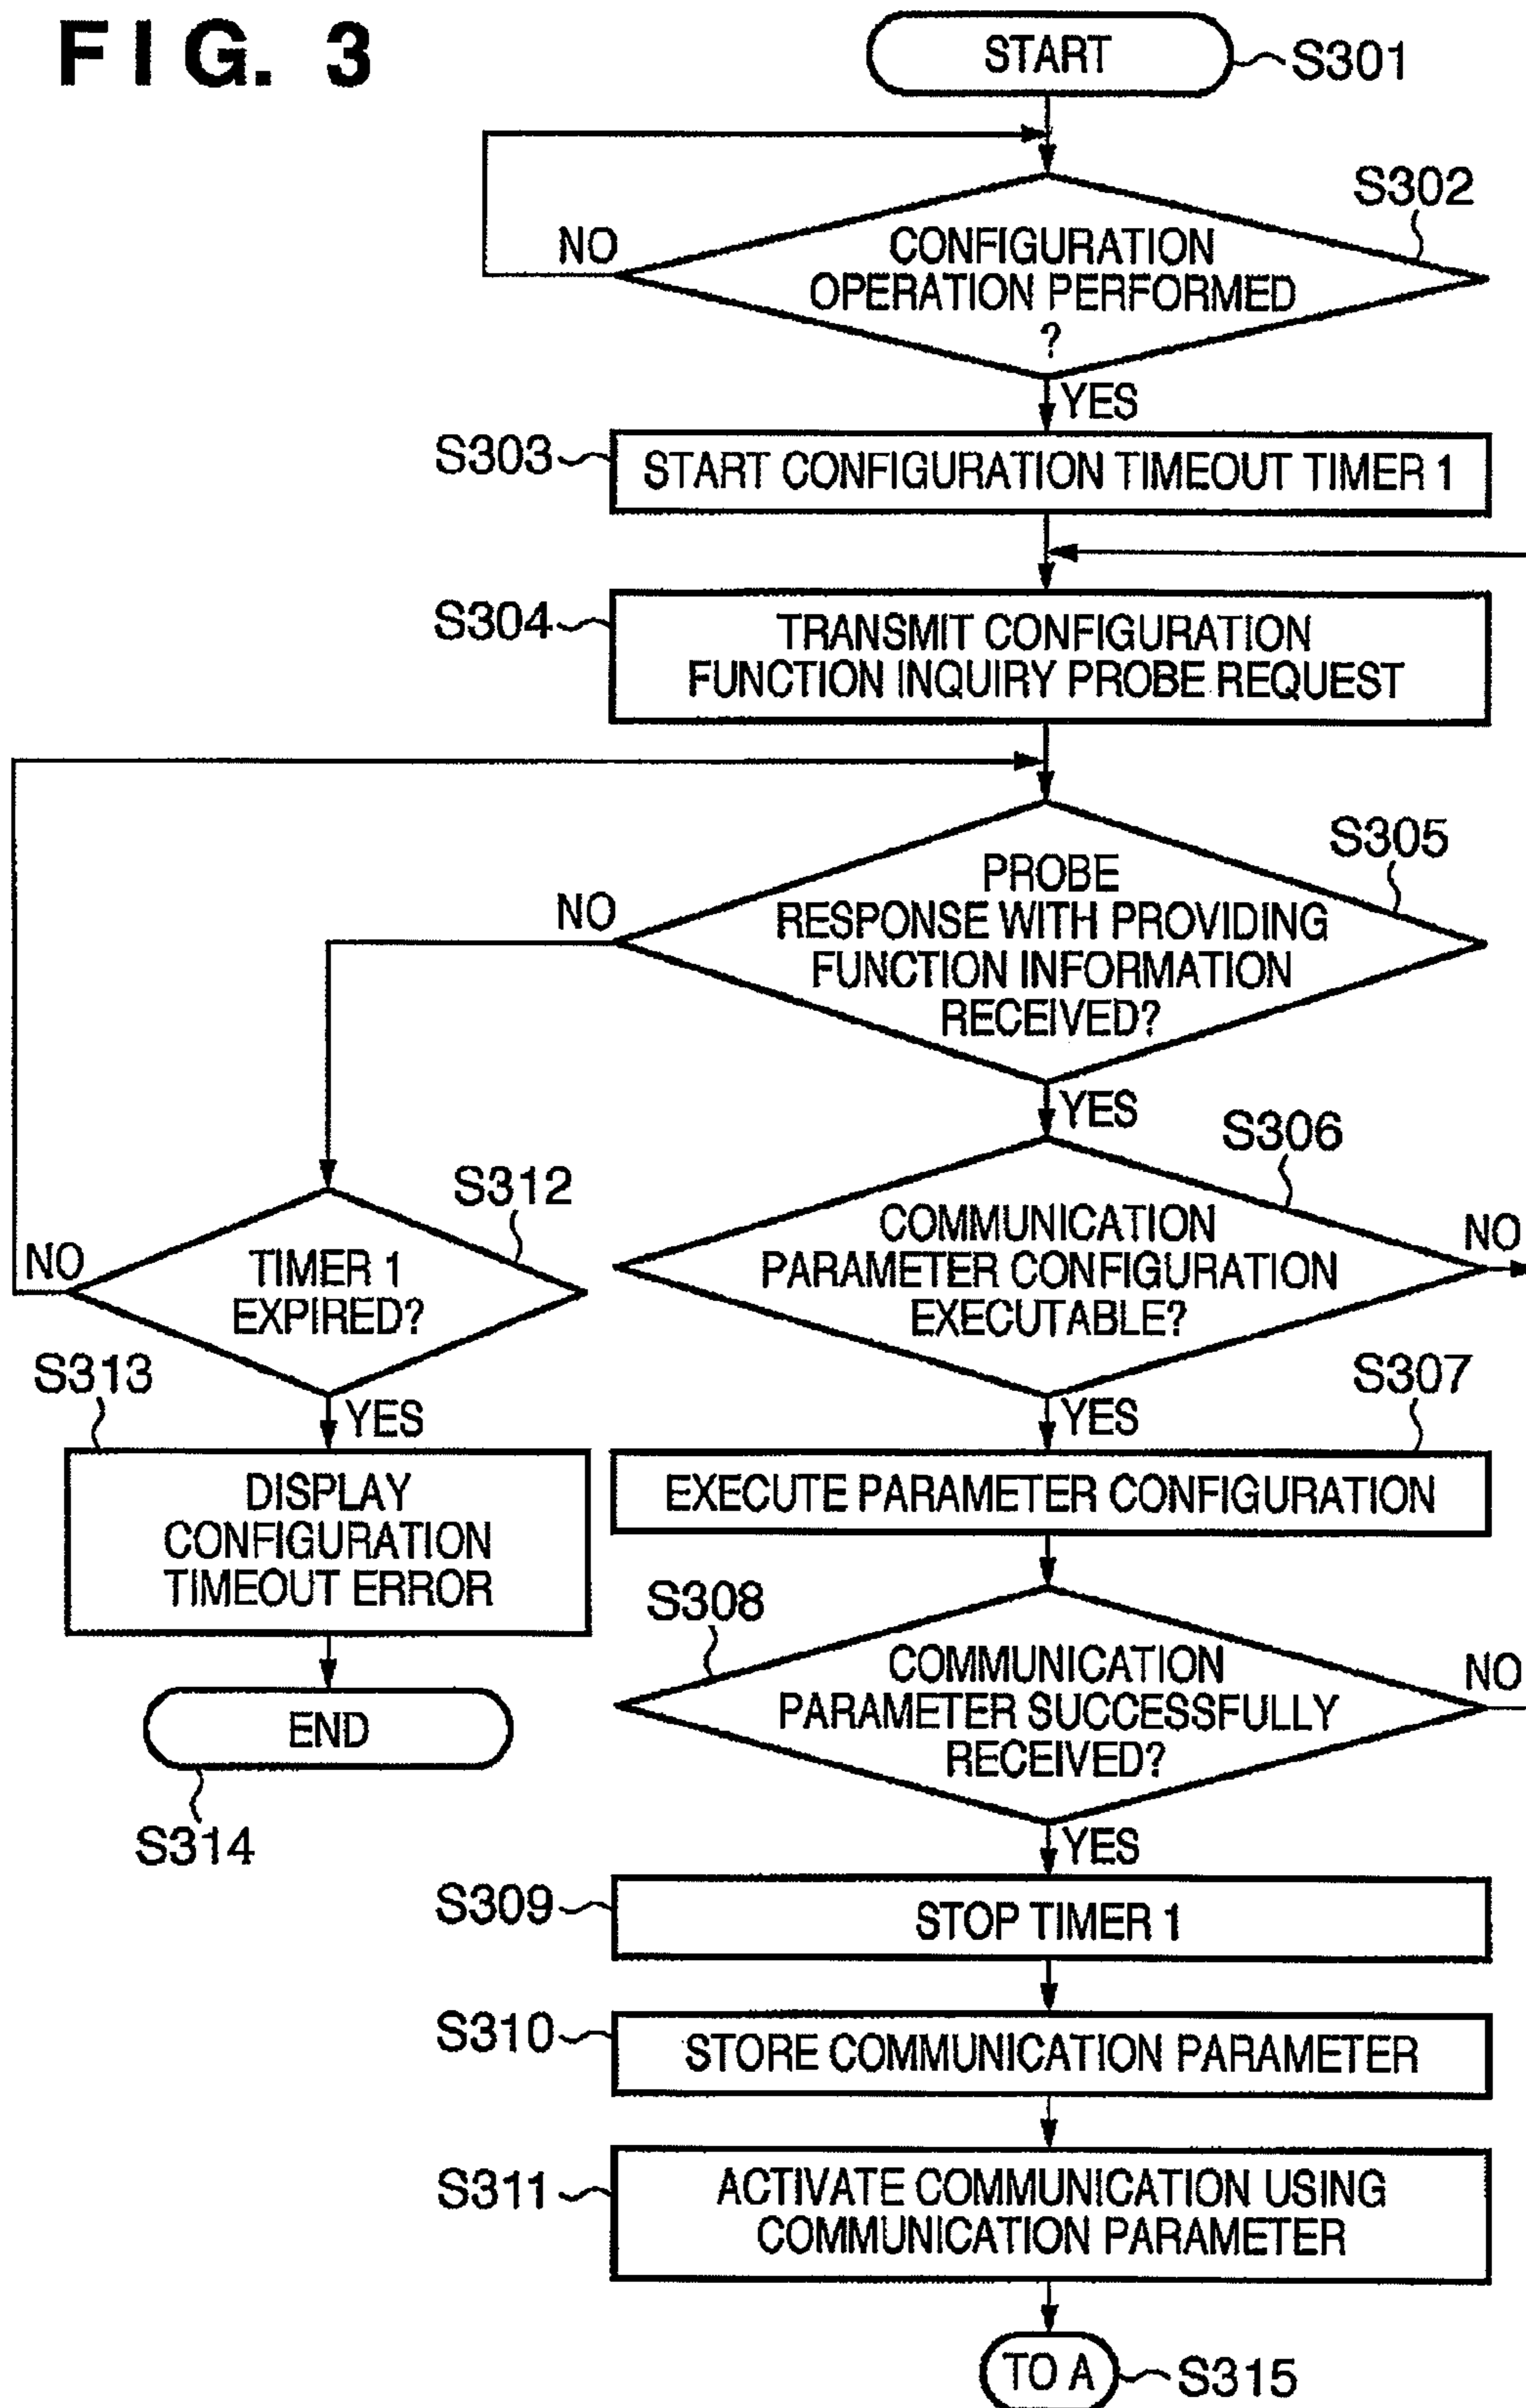 FIG. 3
START
S301
S302
NO
CONFIGURATION
OPERATION PERFORMED
?
YES
S303
START CONFIGURATION TIMEOUT TIMER 1
S304
TRANSMIT CONFIGURATION
FUNCTION INQUIRY PROBE REQUEST
S305
NO
PROBE
RESPONSE WITH PROVIDING
FUNCTION INFORMATION
RECEIVED?
YES
S306
S312
NO
TIMER 1
EXPIRED?
COMMUNICATION
PARAMETER CONFIGURATION
EXECUTABLE?
NO
S313
YES
YES
S307
DISPLAY
CONFIGURATION
TIMEOUT ERROR
EXECUTE PARAMETER CONFIGURATION
S308
END
S314
COMMUNICATION
PARAMETER SUCCESSFULLY
RECEIVED?
NO
YES
S309
STOP TIMER 1
S310
STORE COMMUNICATION PARAMETER
S311
ACTIVATE COMMUNICATION USING
COMMUNICATION PARAMETER
TO A
S315